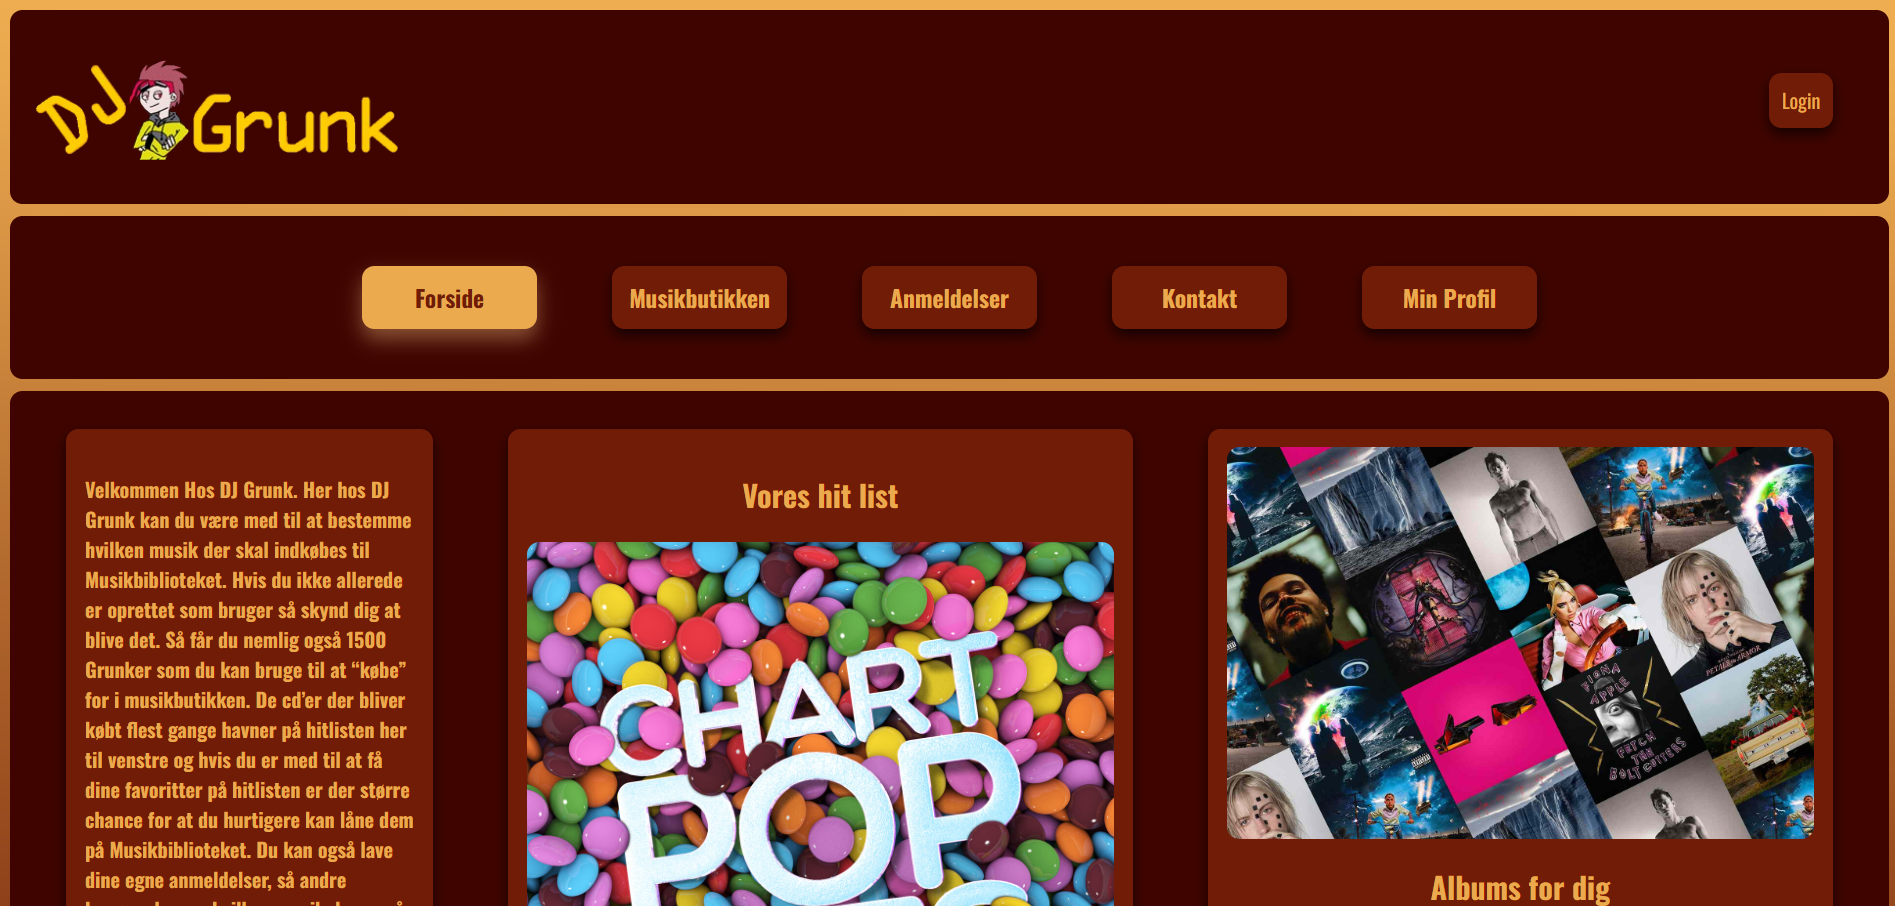 DJ Grunk
Login
Forside
Musikbutikken
Anmeldelser
Kontakt
Min Profil
Velkommen Hos DJ Grunk. Her hos DJ
Grunk kan du være med til at bestemme
hvilken musik der skal indkøbes til
Musikbiblioteket. Hvis du ikke allerede
er oprettet som bruger så skynd dig at
blive det. Så får du nemlig også 1500
Grunker som du kan bruge til at “købe”
for i musikbutikken. De cd’er der bliver
købt flest gange havner på hitlisten her
til venstre og hvis du er med til at få
dine favoritter på hitlisten er der større
chance for at du hurtigere kan låne dem
på Musikbiblioteket. Du kan også lave
dine egne anmeldelser, så andre
Vores hit list
CHART
POP
FIONA
APPLE
FETCH
THE
BOLT CUTTERS
PETALS for ARMOR
Albums for dig